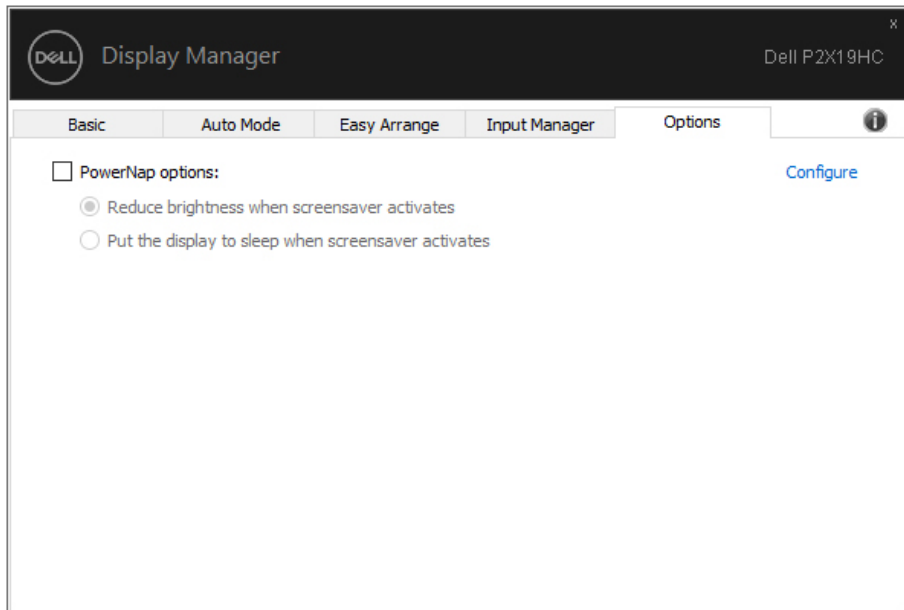 x
DELL Display Manager Dell P2X19HC
Basic Auto Mode Easy Arrange Input Manager Options i
PowerNap options: Configure
Reduce brightness when screensaver activates
Put the display to sleep when screensaver activates